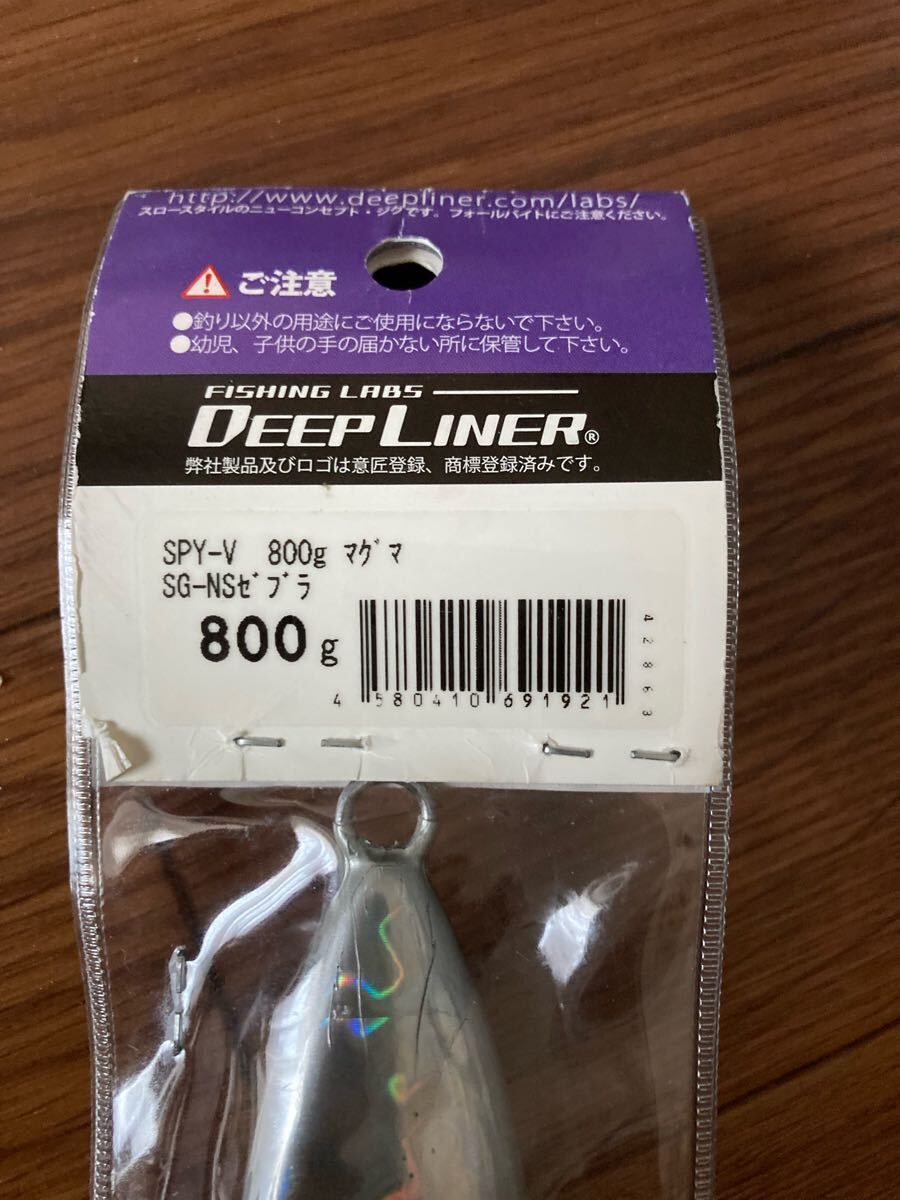 http://www.deepliner.com/labs/
スロースタイルのニューコンセプト・ジグです。フォールバイトにご注意ください。
ご注意
●釣り以外の用途にご使用にならないで下さい。
●幼児、子供の手の届かない所に保管して下さい。
FISHING LABS
DEEP LINER®
弊社製品及びロゴは意匠登録、商標登録済みです。
SPY-V 800g ﾏｸﾞﾏ
SG-NSｾﾞﾌﾞﾗ
800g
4 580410 691921
42863